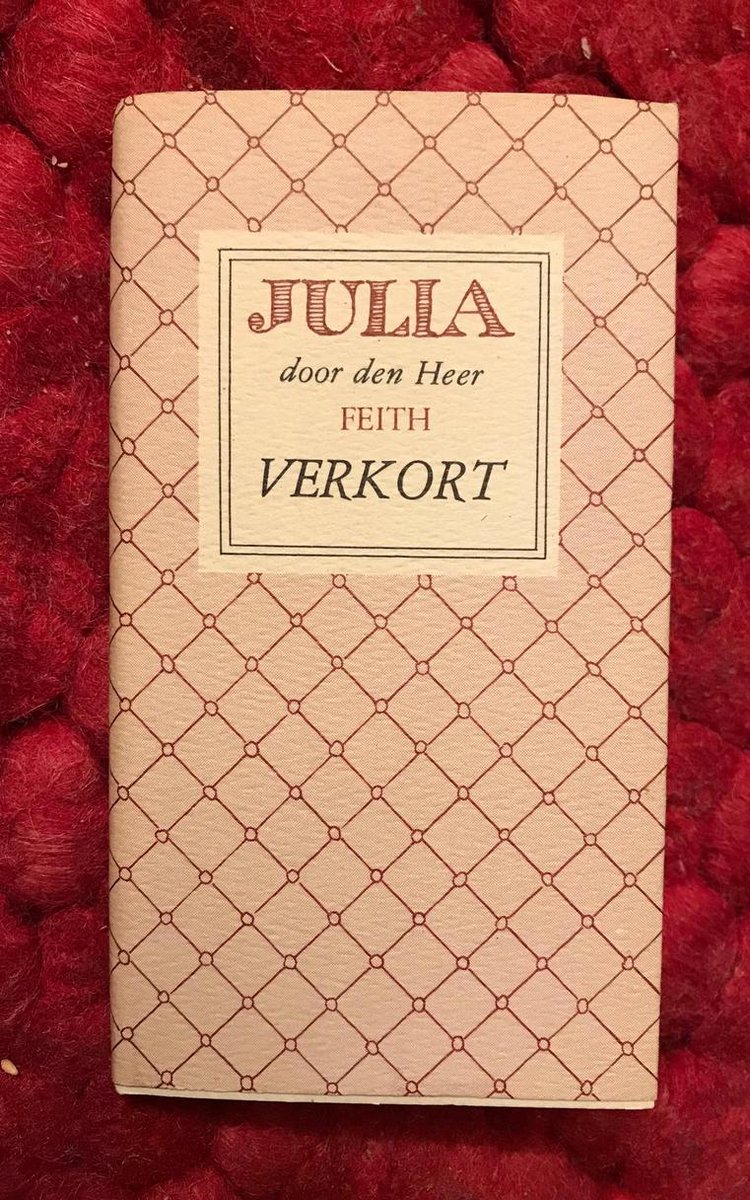 JULIA
door den Heer
FEITH
VERKORT